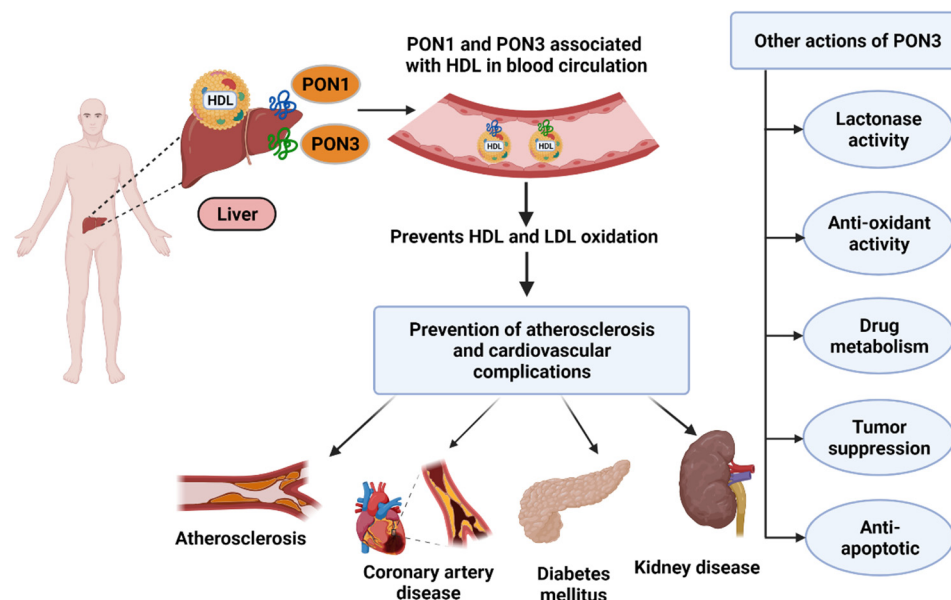 PON1 and PON3 associated
with HDL in blood circulation
Other actions of PON3
HDL
PON1
PON3
HDL
HDL
Liver
Prevents HDL and LDL oxidation
Prevention of atherosclerosis
and cardiovascular
complications
Atherosclerosis
Coronary artery
disease
Diabetes
mellitus
Kidney disease
Lactonase
activity
Anti-oxidant
activity
Drug
metabolism
Tumor
suppression
Anti-
apoptotic